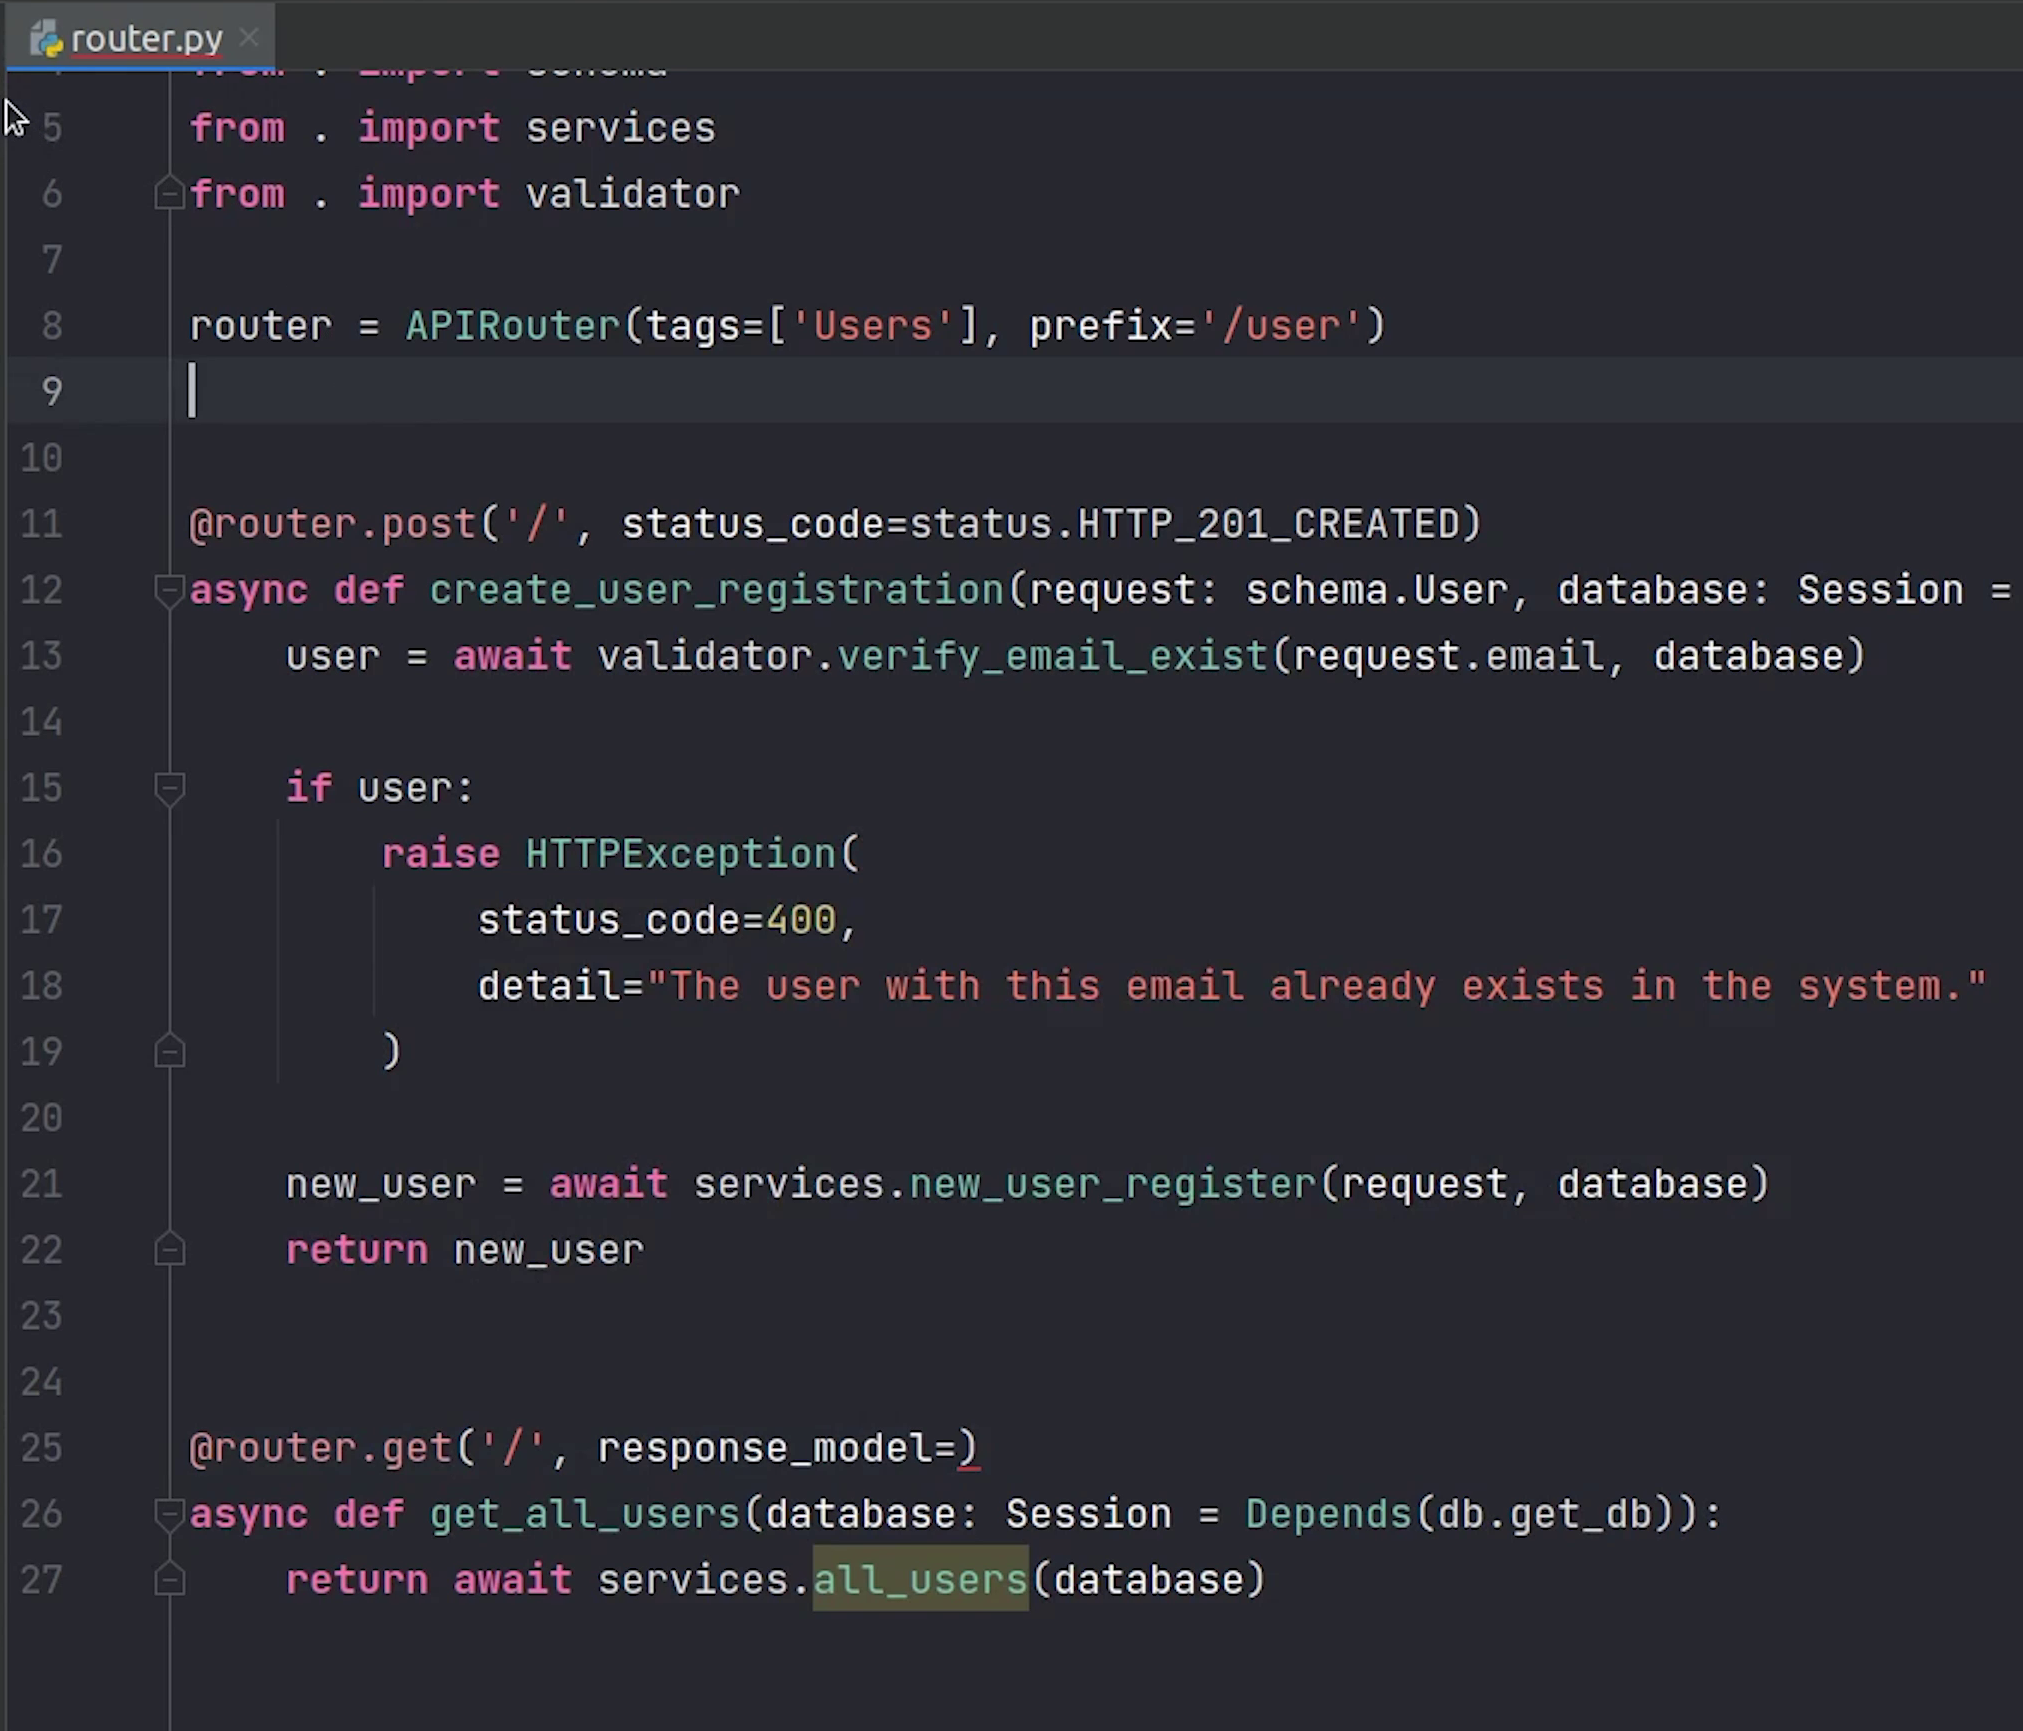 router.py
from . import schema
5 from . import services
6 from . import validator
7
8 router = APIRouter(tags=['Users'], prefix='/user')
9
10
11 @router.post('/', status_code=status.HTTP_201_CREATED)
12 async def create_user_registration(request: schema.User, database: Session =
13     user = await validator.verify_email_exist(request.email, database)
14
15     if user:
16         raise HTTPException(
17             status_code=400,
18             detail="The user with this email already exists in the system."
19         )
20
21     new_user = await services.new_user_register(request, database)
22     return new_user
23
24
25 @router.get('/', response_model=)
26 async def get_all_users(database: Session = Depends(db.get_db)):
27     return await services.all_users(database)